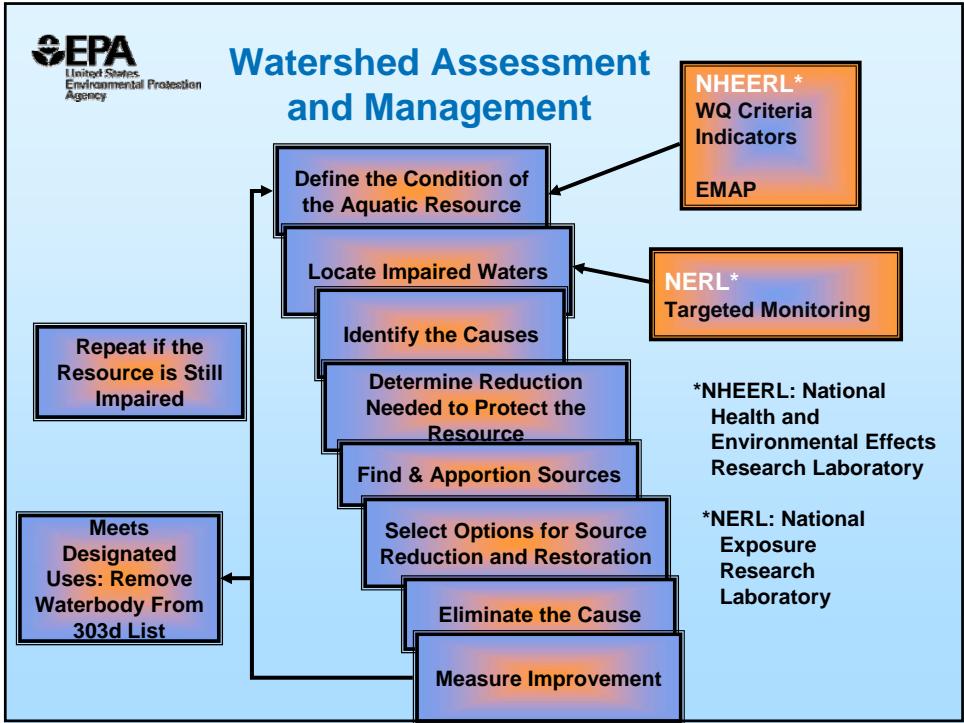 EPA
United States
Environmental Protection
Agency
Watershed Assessment
and Management
NHEERL*
WQ Criteria
Indicators
EMAP
Define the Condition of
the Aquatic Resource
Locate Impaired Waters
NERL*
Targeted Monitoring
Identify the Causes
Repeat if the
Resource is Still
Impaired
Determine Reduction
Needed to Protect the
Resource
*NHEERL: National
Health and
Environmental Effects
Research Laboratory
Find & Apportion Sources
Select Options for Source
Reduction and Restoration
*NERL: National
Exposure
Research
Laboratory
Meets
Designated
Uses: Remove
Waterbody From
303d List
Eliminate the Cause
Measure Improvement